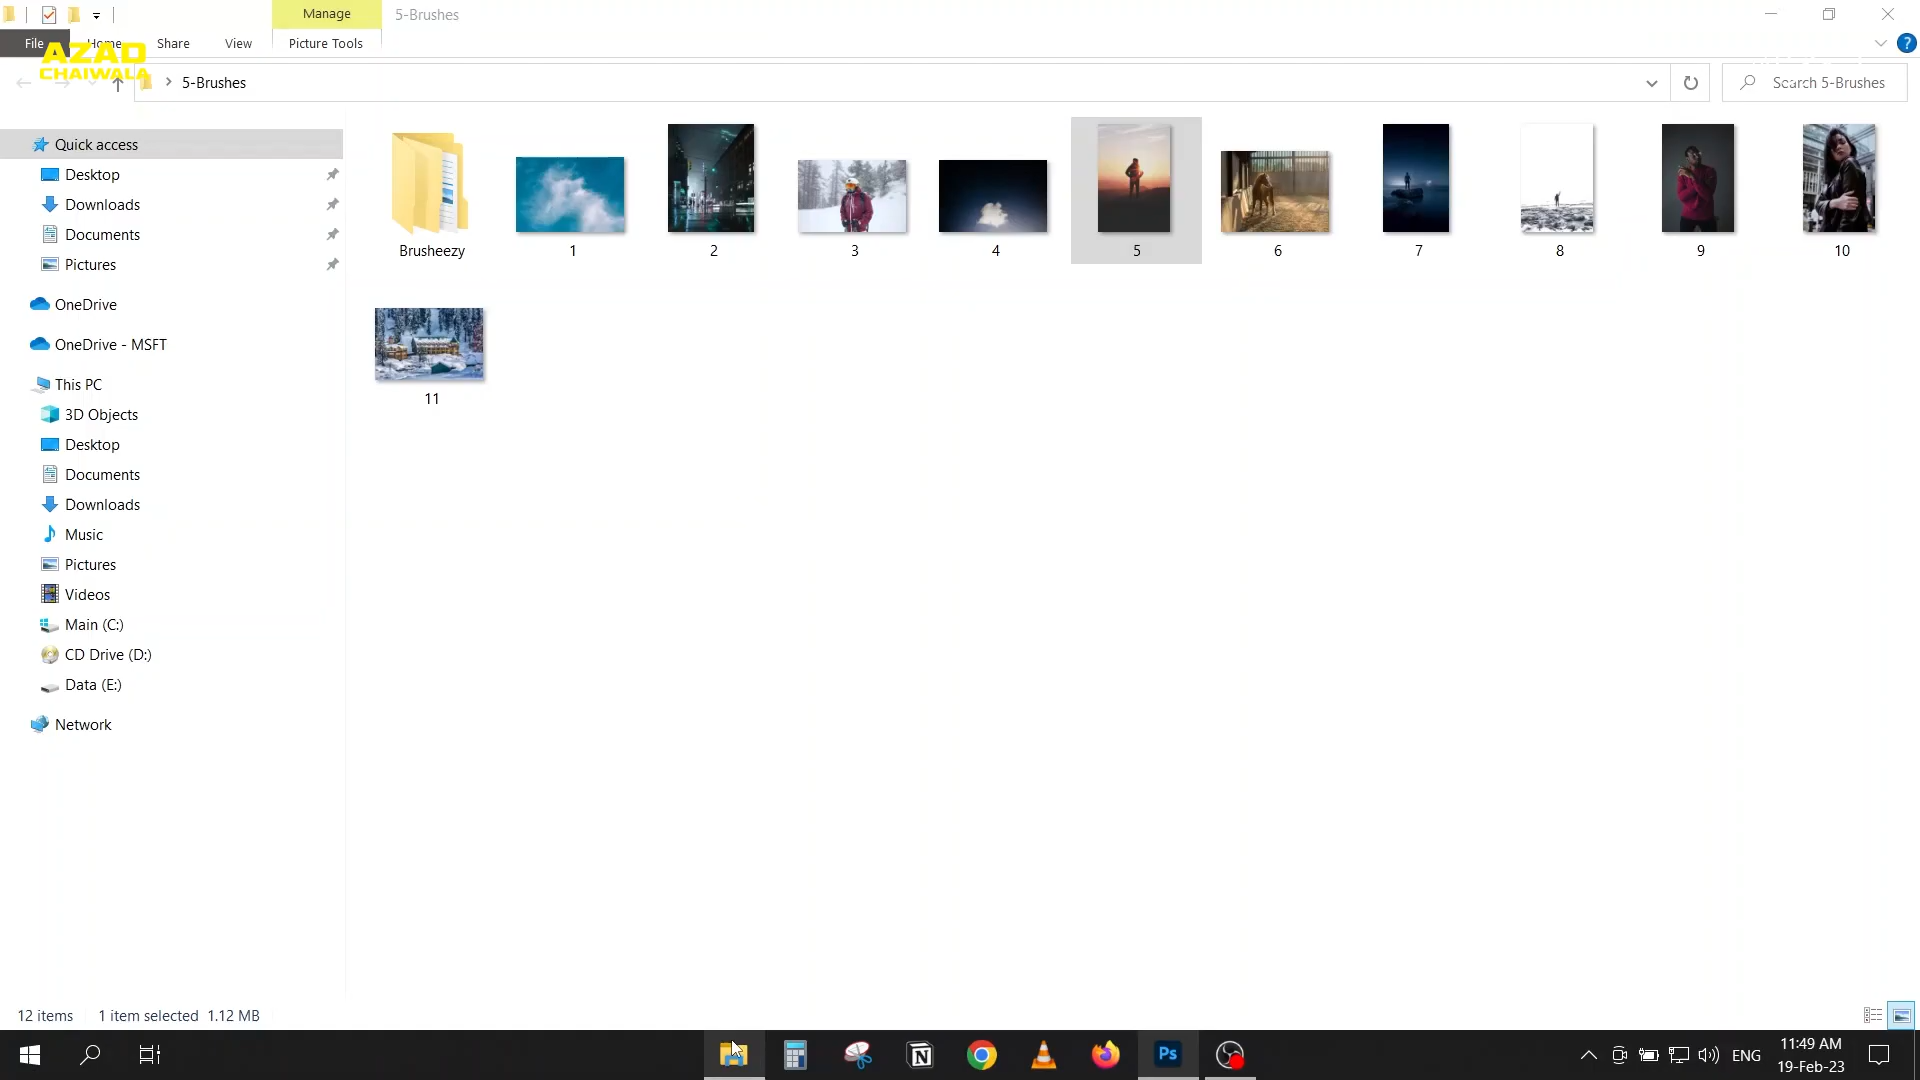 Manage
5-Brushes
File
Home
Share
View
Picture Tools
AZAD
CHAIWALA
5-Brushes
Search 5-Brushes
Quick access
Desktop
Downloads
Documents
Pictures
OneDrive
OneDrive - MSFT
This PC
3D Objects
Desktop
Documents
Downloads
Music
Pictures
Videos
Main (C:)
CD Drive (D:)
Data (E:)
Network
Brusheezy
1
2
3
4
5
6
7
8
9
10
11
12 items
1 item selected 1.12 MB
Ps
ENG
11:49 AM
19-Feb-23